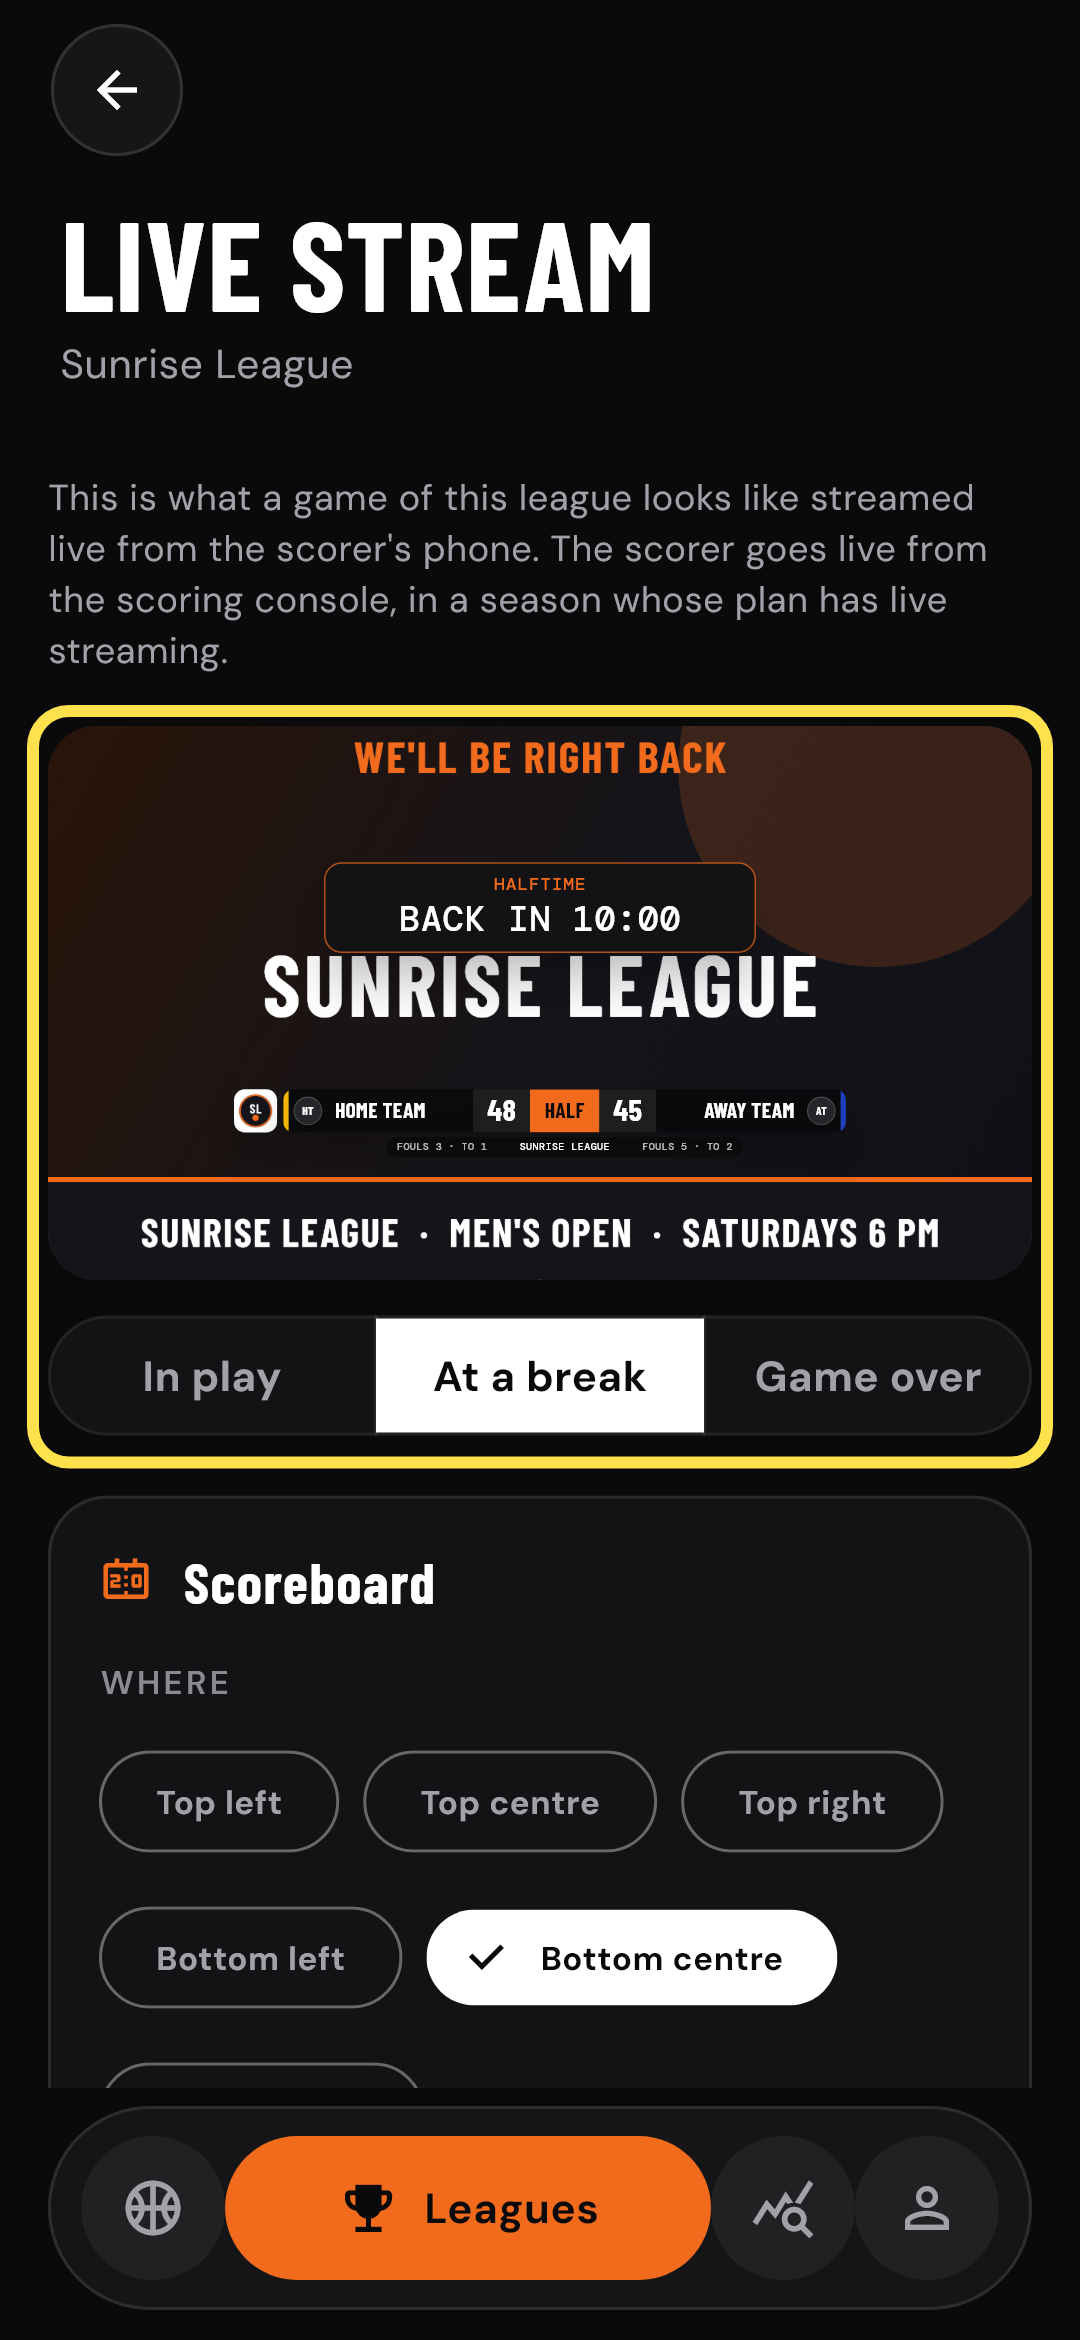 LIVE STREAM
Sunrise League
This is what a game of this league looks like streamed
live from the scorer's phone. The scorer goes live from
the scoring console, in a season whose plan has live
streaming.
WE'LL BE RIGHT BACK
HALFTIME
BACK IN 10:00
SUNRISE LEAGUE
SL HT HOME TEAM 48 HALF 45 AWAY TEAM AT
FOULS 3 · TO 1 SUNRISE LEAGUE FOULS 5 · TO 2
SUNRISE LEAGUE · MEN'S OPEN · SATURDAYS 6 PM
In play At a break Game over
2:0 Scoreboard
WHERE
Top left Top centre Top right
Bottom left Bottom centre
Leagues